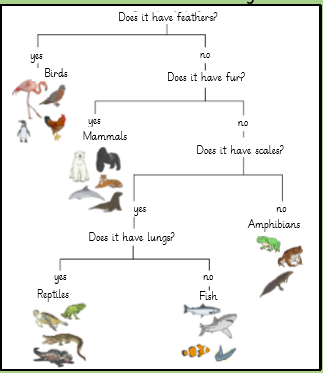 Does it have feathers?
yes
no
Birds
Does it have fur?
yes
no
Mammals
Does it have scales?
yes
no
Amphibians
Does it have lungs?
yes
no
Reptiles
Fish